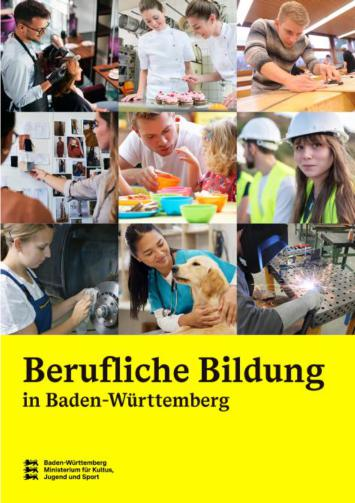 Berufliche Bildung
in Baden-Württemberg
Baden-Württemberg
Ministerium für Kultus,
Jugend und Sport